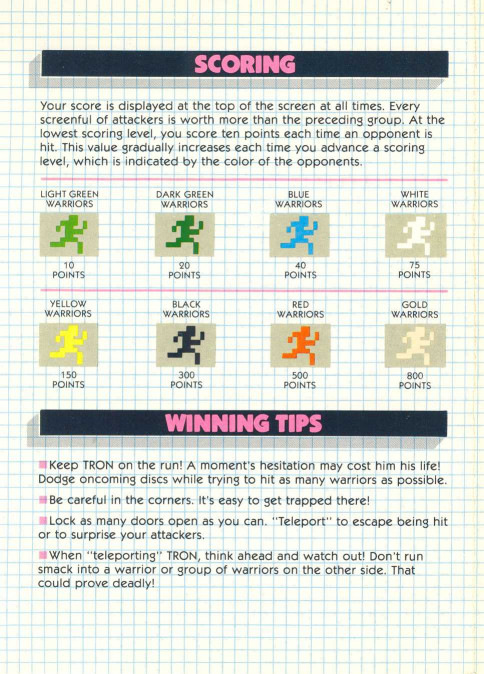 SCORING
Your score is displayed at the top of the screen at all times. Every
screenful of attackers is worth more than the preceding group. At the
lowest scoring level, you score ten points each time an opponent is
hit. This value gradually increases each time you advance a scoring
level, which is indicated by the color of the opponents.
LIGHT GREEN
WARRIORS
10
POINTS
DARK GREEN
WARRIORS
20
POINTS
BLUE
WARRIORS
40
POINTS
WHITE
WARRIORS
75
POINTS
YELLOW
WARRIORS
150
POINTS
BLACK
WARRIORS
300
POINTS
RED
WARRIORS
500
POINTS
GOLD
WARRIORS
800
POINTS
WINNING TIPS
Keep TRON on the run! A moment's hesitation may cost him his life!
Dodge oncoming discs while trying to hit as many warriors as possible.
Be careful in the corners. It's easy to get trapped there!
Lock as many doors open as you can. "Teleport" to escape being hit
or to surprise your attackers.
When "teleporting" TRON, think ahead and watch out! Don't run
smack into a warrior or group of warriors on the other side. That
could prove deadly!